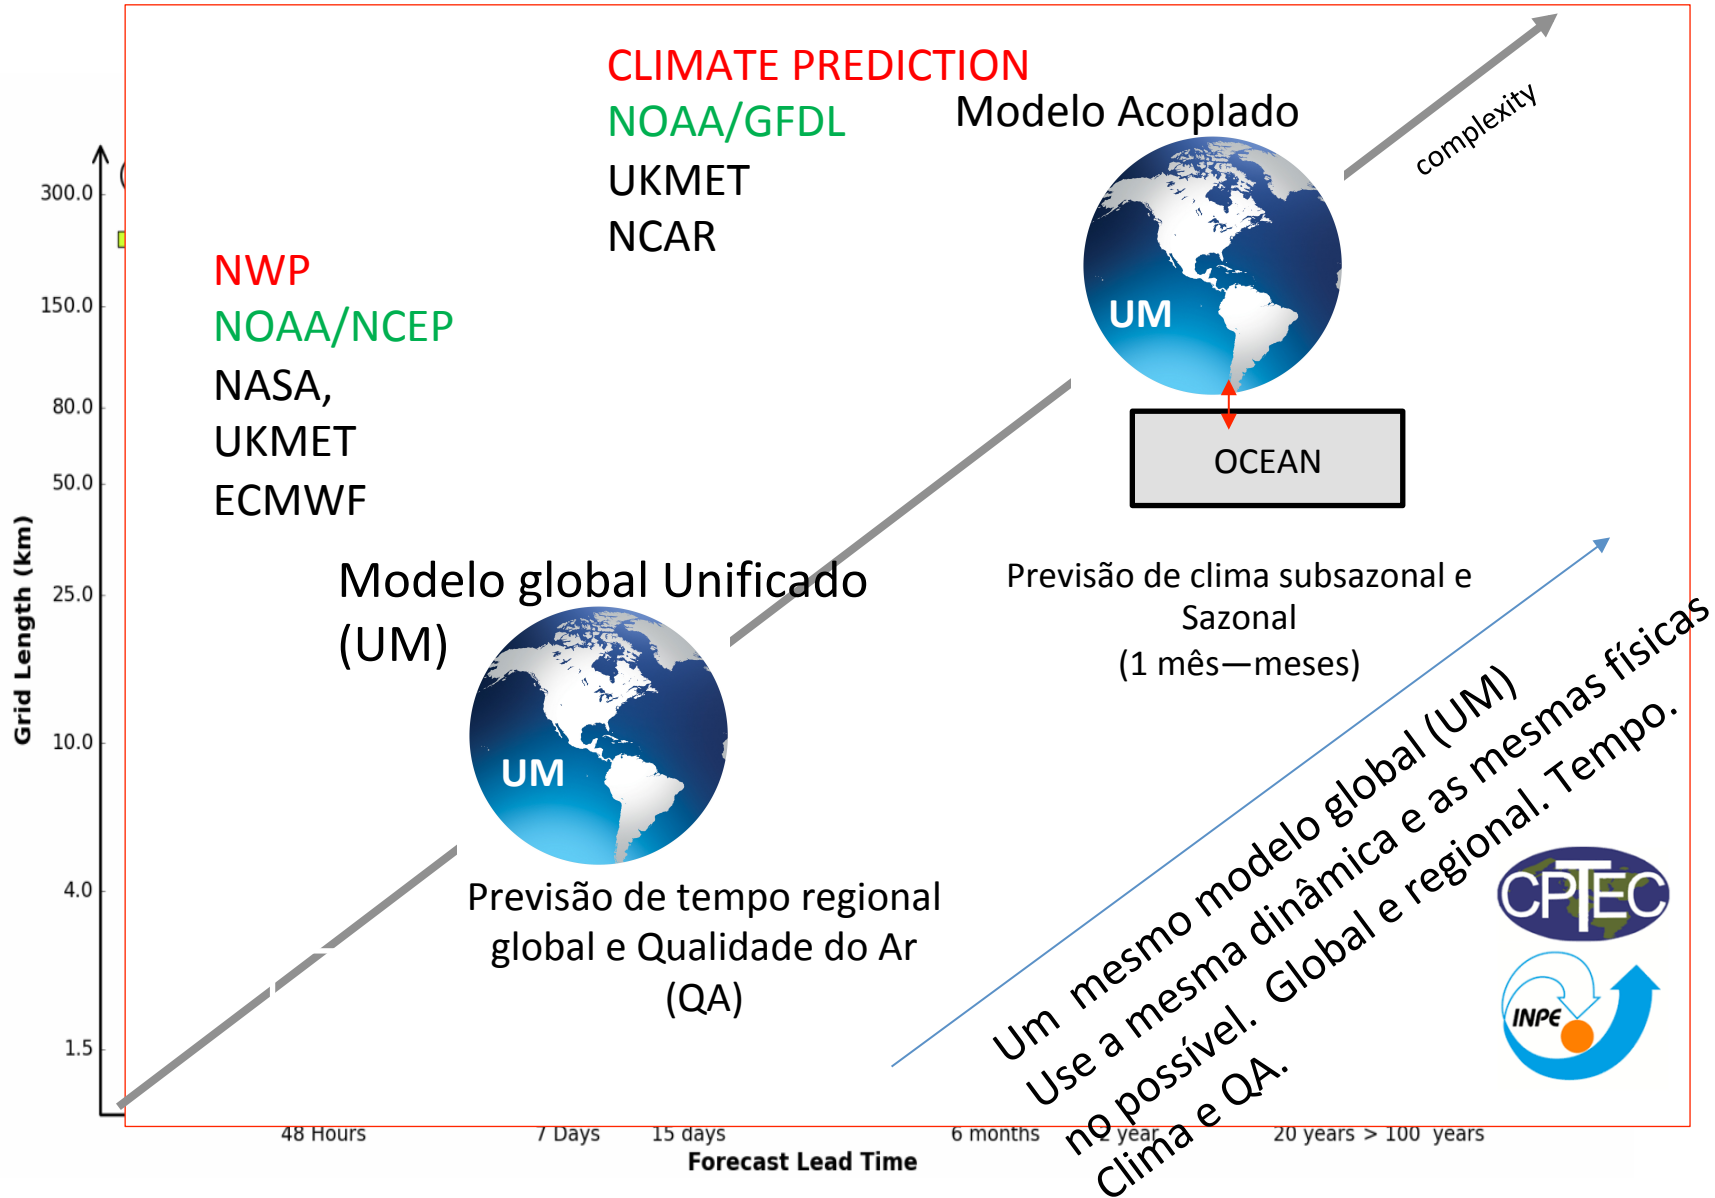 CLIMATE PREDICTION
NOAA/GFDL
UKMET
NCAR
Modelo Acoplado
complexity
NWP
NOAA/NCEP
NASA,
UKMET
ECMWF
UM
OCEAN
Modelo global Unificado
(UM)
UM
Previsão de clima subsazonal e
Sazonal
(1 mês—meses)
Previsão de tempo regional
global e Qualidade do Ar
(QA)
Um mesmo modelo global (UM)
Use a mesma dinâmica e as mesmas físicas
no possível. Global e regional. Tempo.
Clima e QA.
CPTEC
INPE
Grid Length (km)
300.0
150.0
80.0
50.0
25.0
10.0
4.0
1.5
48 Hours
7 Days
15 days
6 months
2 year
20 years > 100 years
Forecast Lead Time